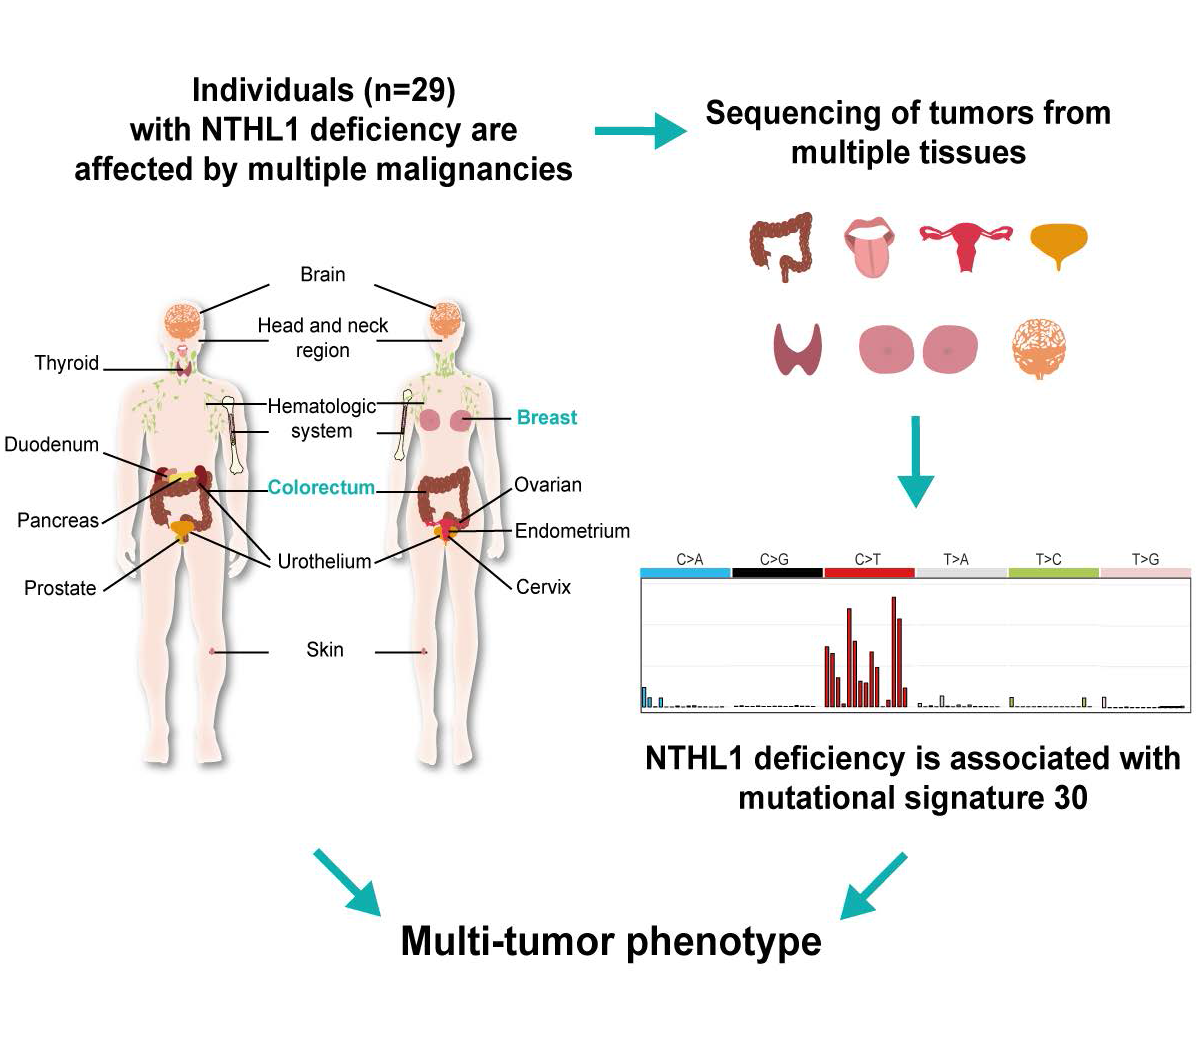 Individuals (n=29)
with NTHL1 deficiency are
affected by multiple malignancies
Sequencing of tumors from
multiple tissues
Brain
Head and neck
region
Thyroid
Hematologic
system
Breast
Duodenum
Colorectum
Ovarian
Pancreas
Endometrium
Urothelium
Prostate
Cervix
Skin
C>A
C>G
C>T
T>A
T>C
T>G
NTHL1 deficiency is associated with
mutational signature 30
Multi-tumor phenotype